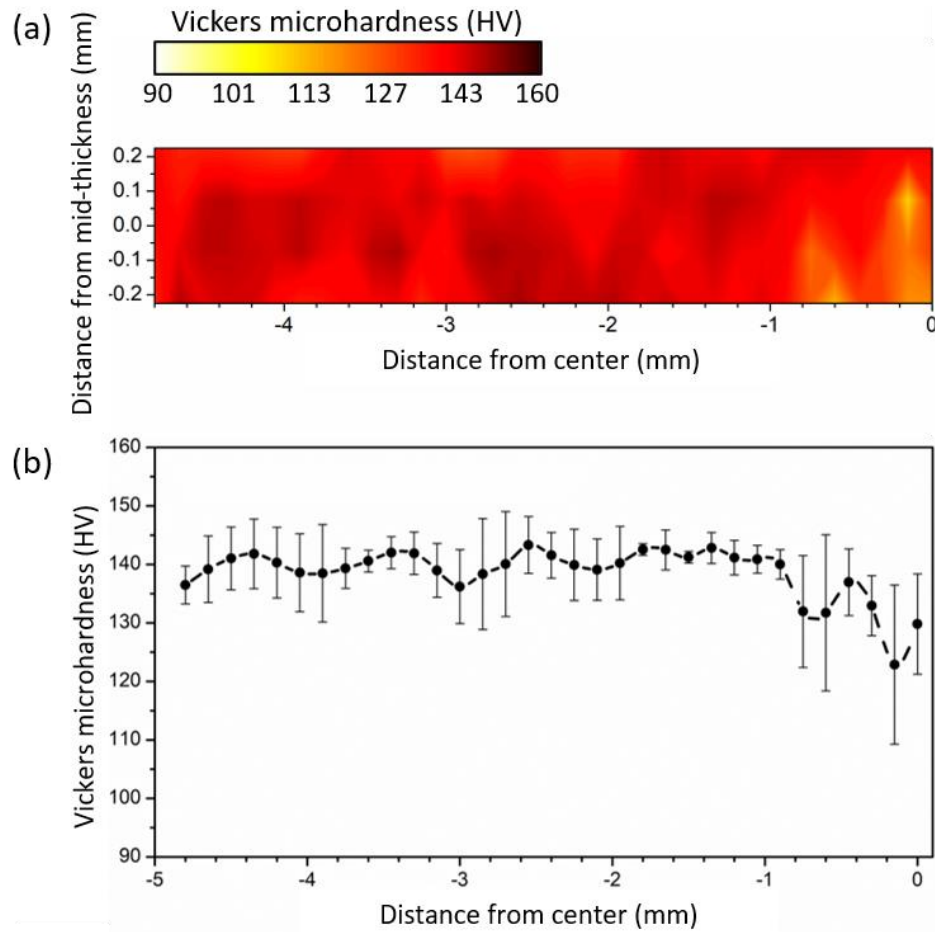 (a)
Vickers microhardness (HV)
90 101 113 127 143 160
Distance from mid-thickness (mm)
0.2
0.1
0.0
-0.1
-0.2
-4 -3 -2 -1 0
Distance from center (mm)
(b)
Vickers microhardness (HV)
160
150
140
130
120
110
100
90
-5 -4 -3 -2 -1 0
Distance from center (mm)